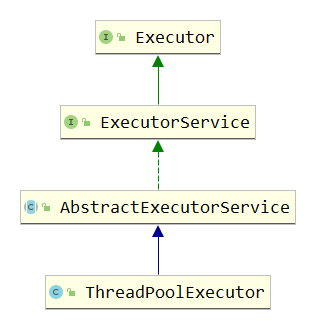 I Executor
I ExecutorService
C AbstractExecutorService
C ThreadPoolExecutor